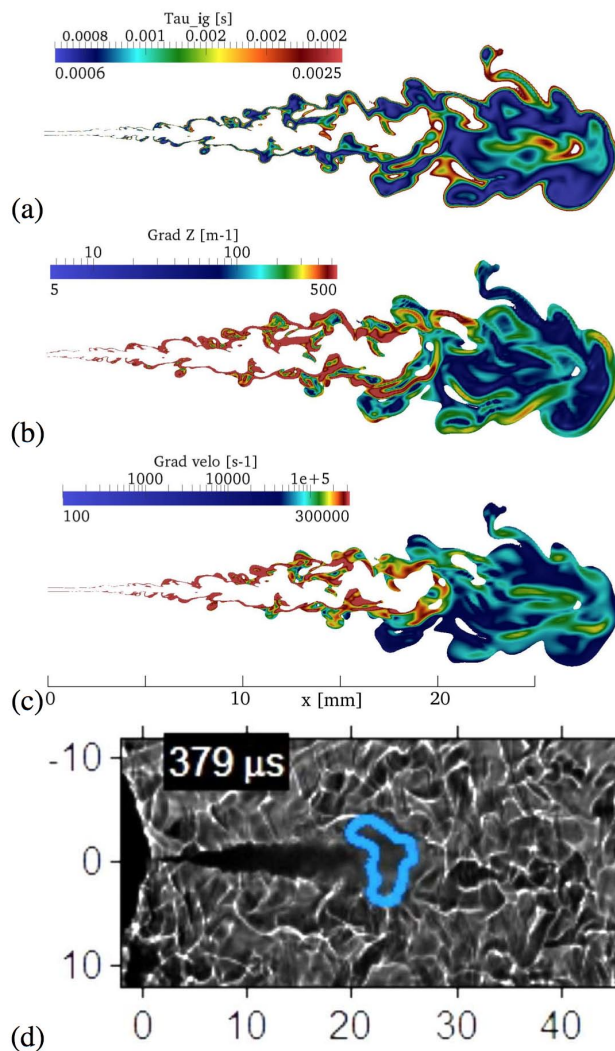 Tau_ig [s]
0.0008 0.001 0.002 0.002 0.002
0.0006 0.0025
(a)
Grad Z [m-1]
10 100
5 500
(b)
Grad velo [s-1]
1000 10000 1e+5
100 300000
(c)
0 10 20
x [mm]
379 µs
-10
0
10
0 10 20 30 40
(d)